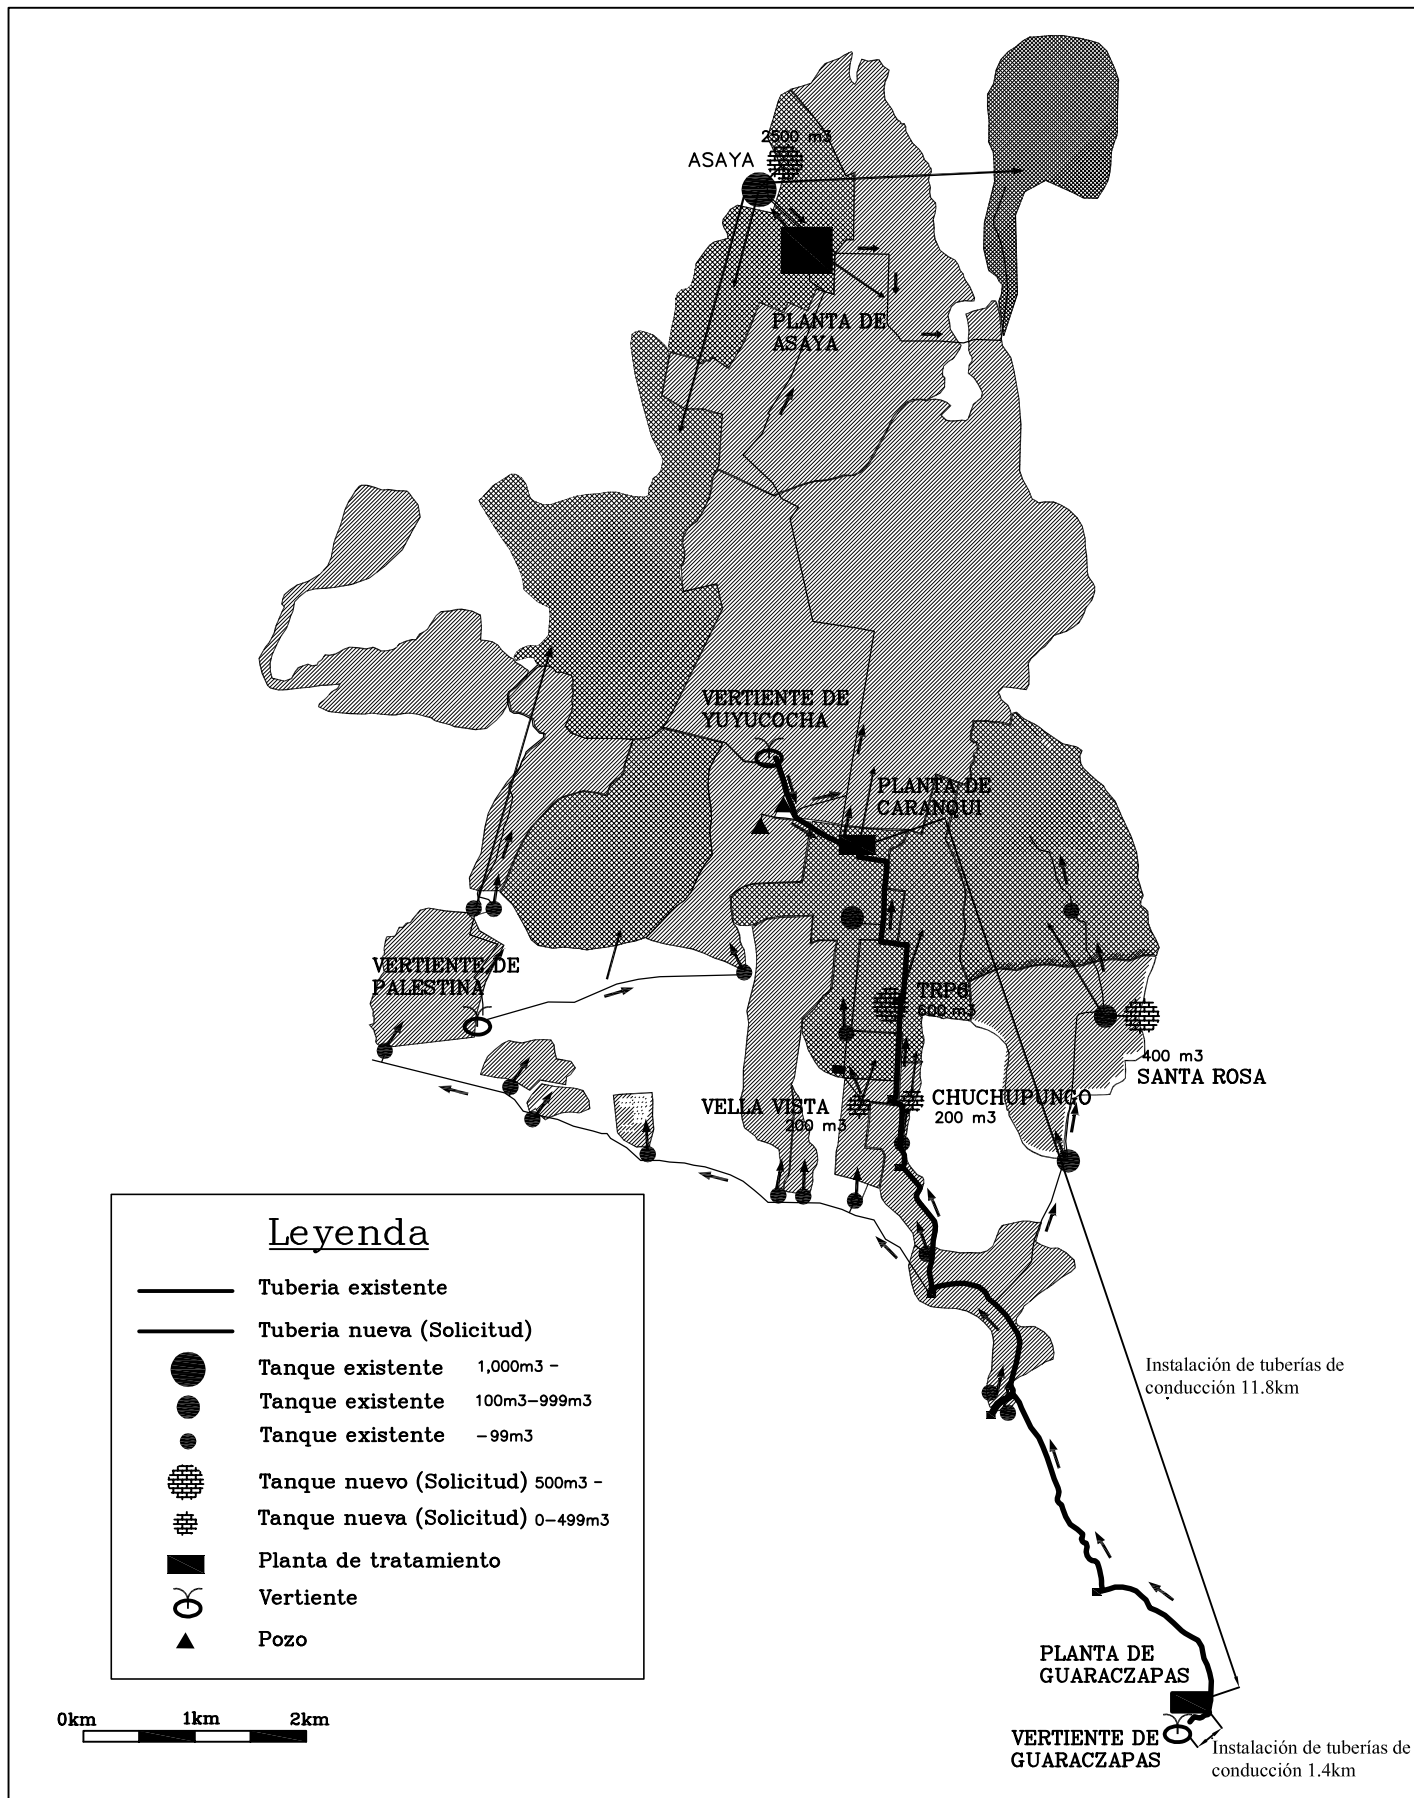 2500 m3
ASAYA
PLANTA DE
ASAYA
VERTIENTE DE
YUYUCOCHA
PLANTA DE
CARANQUI
VERTIENTE DE
PALESTINA
TRP6
500 m3
400 m3
SANTA ROSA
VELLA VISTA
200 m3
CHUCHUPUNGO
200 m3
Leyenda
Tuberia existente
Tuberia nueva (Solicitud)
Tanque existente 1,000m3 -
Tanque existente 100m3-999m3
Tanque existente -99m3
Tanque nuevo (Solicitud) 500m3 -
Tanque nueva (Solicitud) 0-499m3
Planta de tratamiento
Vertiente
Pozo
0km 1km 2km
Instalación de tuberías de
conducción 11.8km
PLANTA DE
GUARACZAPAS
VERTIENTE DE
GUARACZAPAS
Instalación de tuberías de
conducción 1.4km